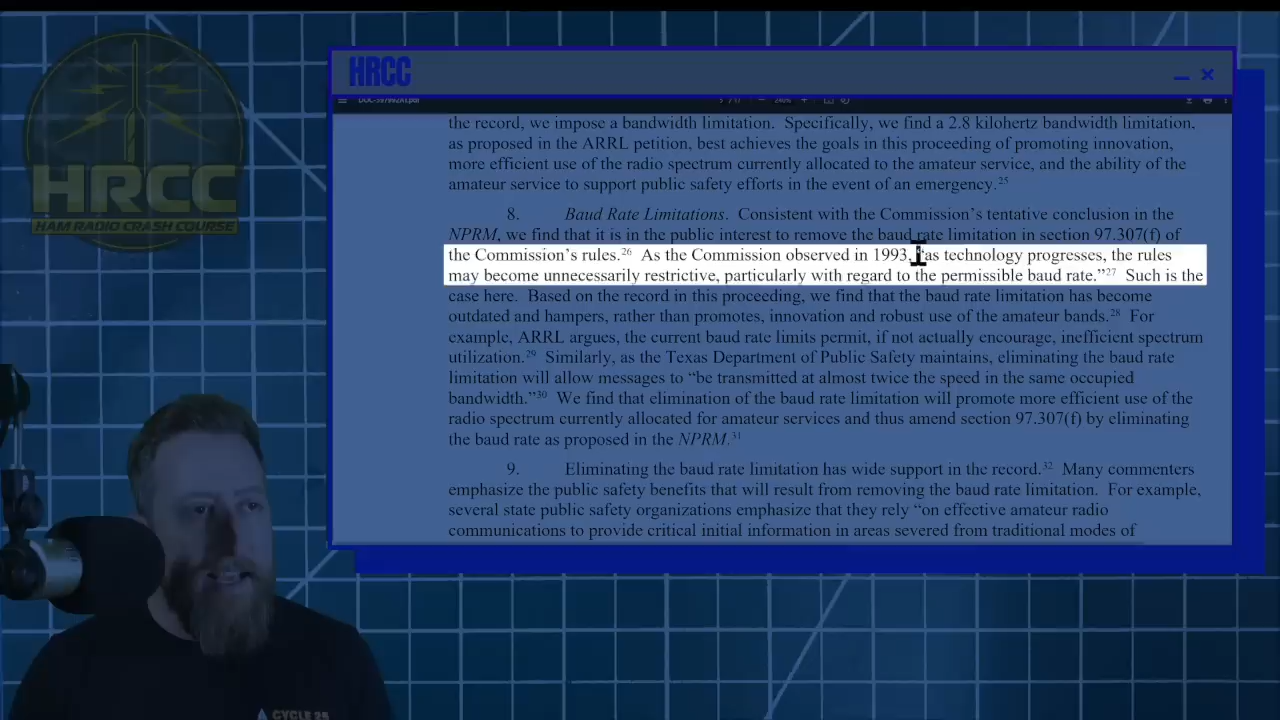 HRCC
HAM RADIO CRASH COURSE
HRCC
the record, we impose a bandwidth limitation. Specifically, we find a 2.8 kilohertz bandwidth limitation,
as proposed in the ARRL petition, best achieves the goals in this proceeding of promoting innovation,
more efficient use of the radio spectrum currently allocated to the amateur service, and the ability of the
amateur service to support public safety efforts in the event of an emergency.25
8. Baud Rate Limitations. Consistent with the Commission's tentative conclusion in the
NPRM, we find that it is in the public interest to remove the baud rate limitation in section 97.307(f) of
the Commission's rules.26 As the Commission observed in 1993, "as technology progresses, the rules
may become unnecessarily restrictive, particularly with regard to the permissible baud rate."27 Such is the
case here. Based on the record in this proceeding, we find that the baud rate limitation has become
outdated and hampers, rather than promotes, innovation and robust use of the amateur bands.28 For
example, ARRL argues, the current baud rate limits permit, if not actually encourage, inefficient spectrum
utilization.29 Similarly, as the Texas Department of Public Safety maintains, eliminating the baud rate
limitation will allow messages to "be transmitted at almost twice the speed in the same occupied
bandwidth."30 We find that elimination of the baud rate limitation will promote more efficient use of the
radio spectrum currently allocated for amateur services and thus amend section 97.307(f) by eliminating
the baud rate as proposed in the NPRM.31
9. Eliminating the baud rate limitation has wide support in the record.32 Many commenters
emphasize the public safety benefits that will result from removing the baud rate limitation. For example,
several state public safety organizations emphasize that they rely "on effective amateur radio
communications to provide critical initial information in areas severed from traditional modes of
CYCLE 25